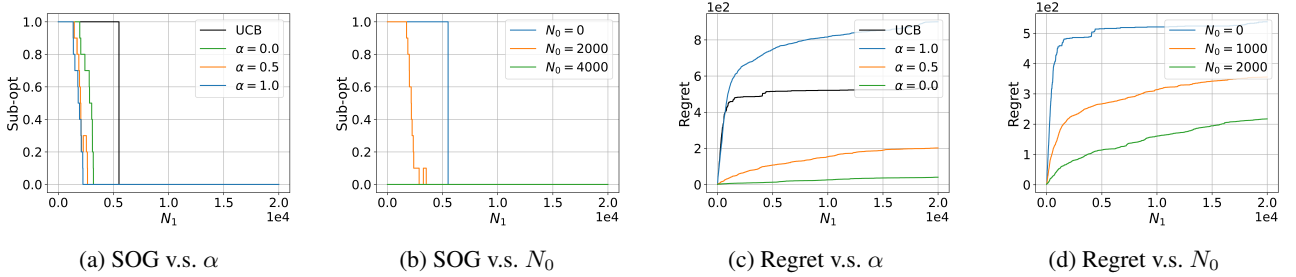 Sub-opt
1.0
0.8
0.6
0.4
0.2
0.0
0.0
0.5
1.0
1.5
2.0
1e4
N₁
UCB
α = 0.0
α = 0.5
α = 1.0
(a) SOG v.s. α
Sub-opt
1.0
0.8
0.6
0.4
0.2
0.0
0.0
0.5
1.0
1.5
2.0
1e4
N₁
N₀ = 0
N₀ = 2000
N₀ = 4000
(b) SOG v.s. N₀
1e2
Regret
8
6
4
2
0
0.0
0.5
1.0
1.5
2.0
1e4
N₁
UCB
α = 1.0
α = 0.5
α = 0.0
(c) Regret v.s. α
1e2
Regret
5
4
3
2
1
0
0.0
0.5
1.0
1.5
2.0
1e4
N₁
N₀ = 0
N₀ = 1000
N₀ = 2000
(d) Regret v.s. N₀